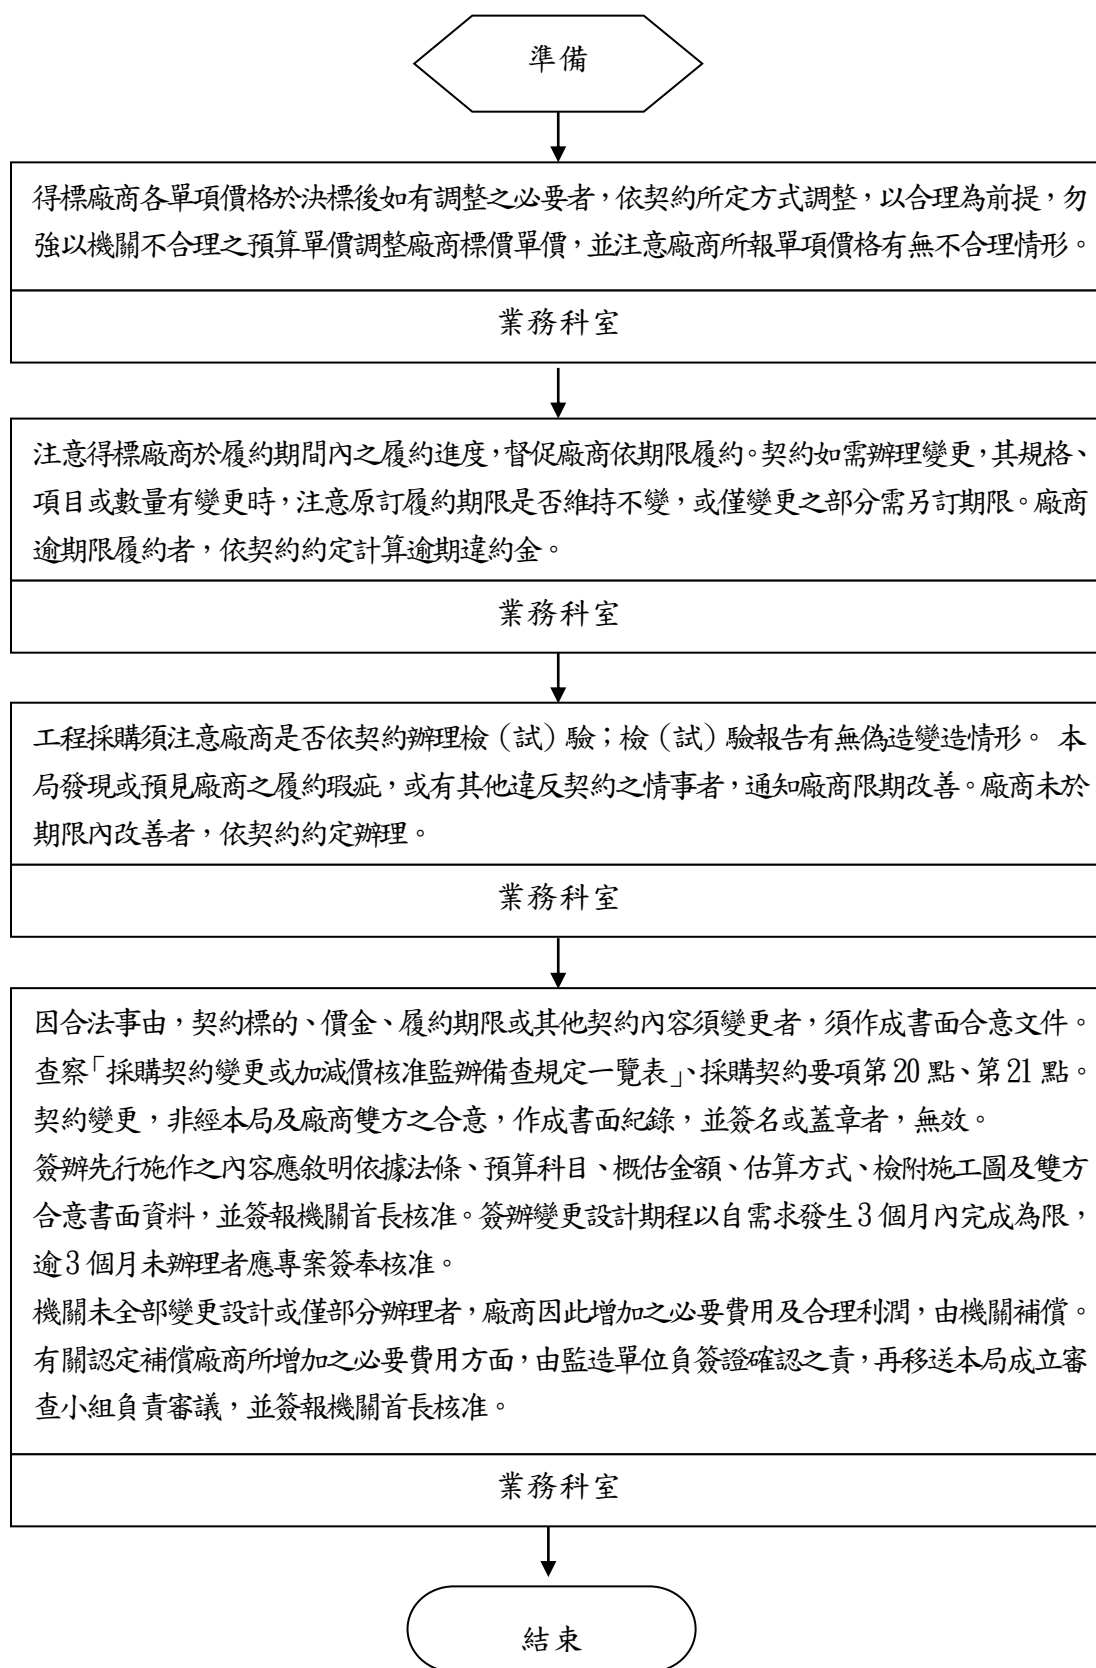 準備
得標廠商各單項價格於決標後如有調整之必要者，依契約所定方式調整，以合理為前提，勿
強以機關不合理之預算單價調整廠商標價單價，並注意廠商所報單項價格有無不合理情形。
業務科室
注意得標廠商於履約期間內之履約進度，督促廠商依期限履約。契約如需辦理變更，其規格、
項目或數量有變更時，注意原訂履約期限是否維持不變，或僅變更之部分需另訂期限。廠商
逾期限履約者，依契約約定計算逾期違約金。
業務科室
工程採購須注意廠商是否依契約辦理檢（試）驗；檢（試）驗報告有無偽造變造情形。 本
局發現或預見廠商之履約瑕疵，或有其他違反契約之情事者，通知廠商限期改善。廠商未於
期限內改善者，依契約約定辦理。
業務科室
因合法事由，契約標的、價金、履約期限或其他契約內容須變更者，須作成書面合意文件。
查察「採購契約變更或加減價核准監辦備查規定一覽表」、採購契約要項第 20 點、第 21 點。
契約變更，非經本局及廠商雙方之合意，作成書面紀錄，並簽名或蓋章者，無效。
簽辦先行施作之內容應敘明依據法條、預算科目、概估金額、估算方式、檢附施工圖及雙方
合意書面資料，並簽報機關首長核准。簽辦變更設計期程以自需求發生 3 個月內完成為限，
逾 3 個月未辦理者應專案簽奉核准。
機關未全部變更設計或僅部分辦理者，廠商因此增加之必要費用及合理利潤，由機關補償。
有關認定補償廠商所增加之必要費用方面，由監造單位負簽證確認之責，再移送本局成立審
查小組負責審議，並簽報機關首長核准。
業務科室
結束